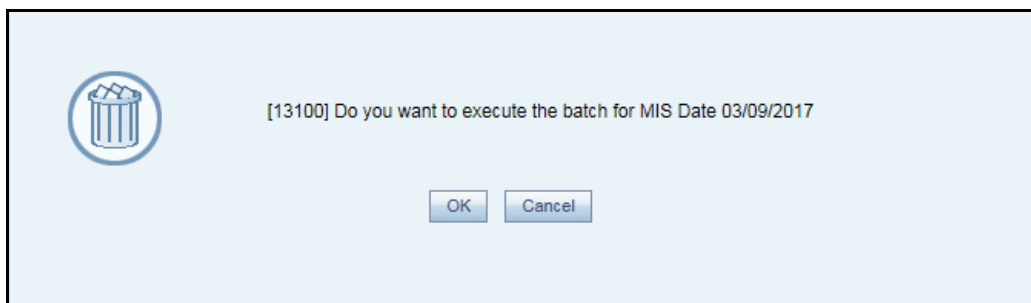 [13100] Do you want to execute the batch for MIS Date 03/09/2017
OK Cancel